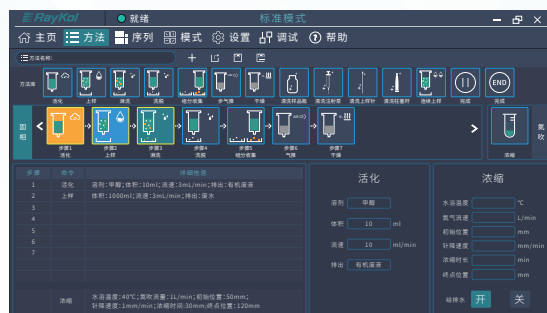 RayKol 就绪 标准模式
主页 方法 序列 模式 设置 调试 帮助
方法名称:
方法库
活化 上样 淋洗 洗脱 组分收集 步气推 干燥 清洗样品瓶 清洗注射泵 清洗上样针 清洗柱塞杆 连续上样 完成 完成
END
固相
步骤1 步骤2 步骤3 步骤4 步骤5 步骤6 步骤7
活化 上样 淋洗 洗脱 组分收集 气推 干燥
浓缩
氮吹
步骤 命令 详细信息
1 活化 溶剂:甲醇;体积:10ml;流速:3mL/min;排出:有机废液
2 上样 体积:1000ml;流速:3mL/min;排出:废水
3
4
5
6
7
浓缩 水浴温度:40℃;氮吹流量:1L/min;初始位置:50mm;
针降速度:1mm/min;浓缩时间:30mm;终点位置:120mm
活化
溶剂 甲醇
体积 10 ml
流速 10 ml/min
排出 有机废液
浓缩
水浴温度 ℃
氮气流速 L/min
初始位置 mm
针降速度 mm/min
浓缩时长 min
终点位置 mm
给排水 开 关